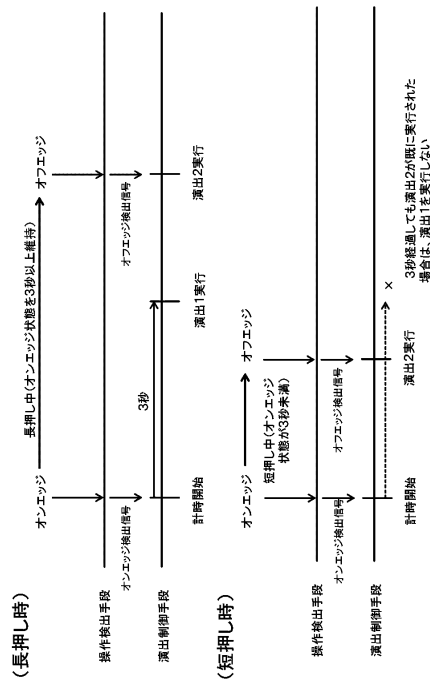 (長押し時)
オンエッジ
長押し中(オンエッジ状態を3秒以上維持)
オフエッジ
操作検出手段
オンエッジ検出信号
オフエッジ検出信号
3秒
演出制御手段
計時開始
演出1実行
演出2実行
(短押し時)
オンエッジ
オフエッジ
短押し中(オンエッジ
状態が3秒未満)
操作検出手段
オンエッジ検出信号
オフエッジ検出信号
演出制御手段
×
計時開始
演出2実行
3秒経過しても演出2が既に実行された
場合は、演出1を実行しない